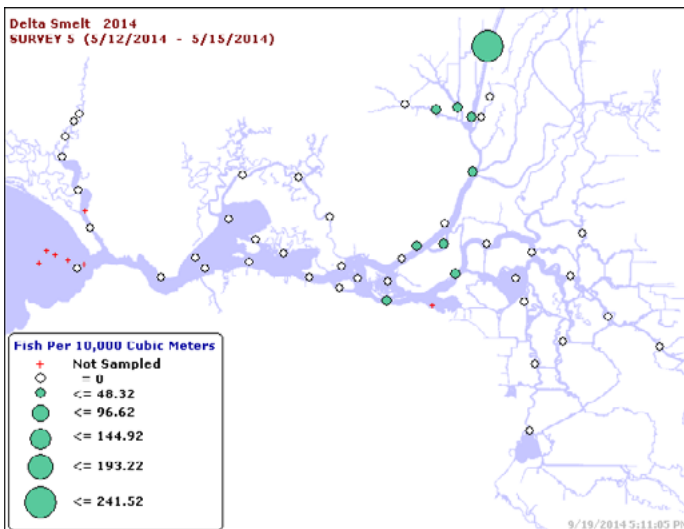 Delta Smelt 2014
SURVEY 5 (5/12/2014 - 5/15/2014)
Fish Per 10,000 Cubic Meters
Not Sampled
= 0
<= 48.32
<= 96.62
<= 144.92
<= 193.22
<= 241.52
9/19/2014 5:11:05 PM